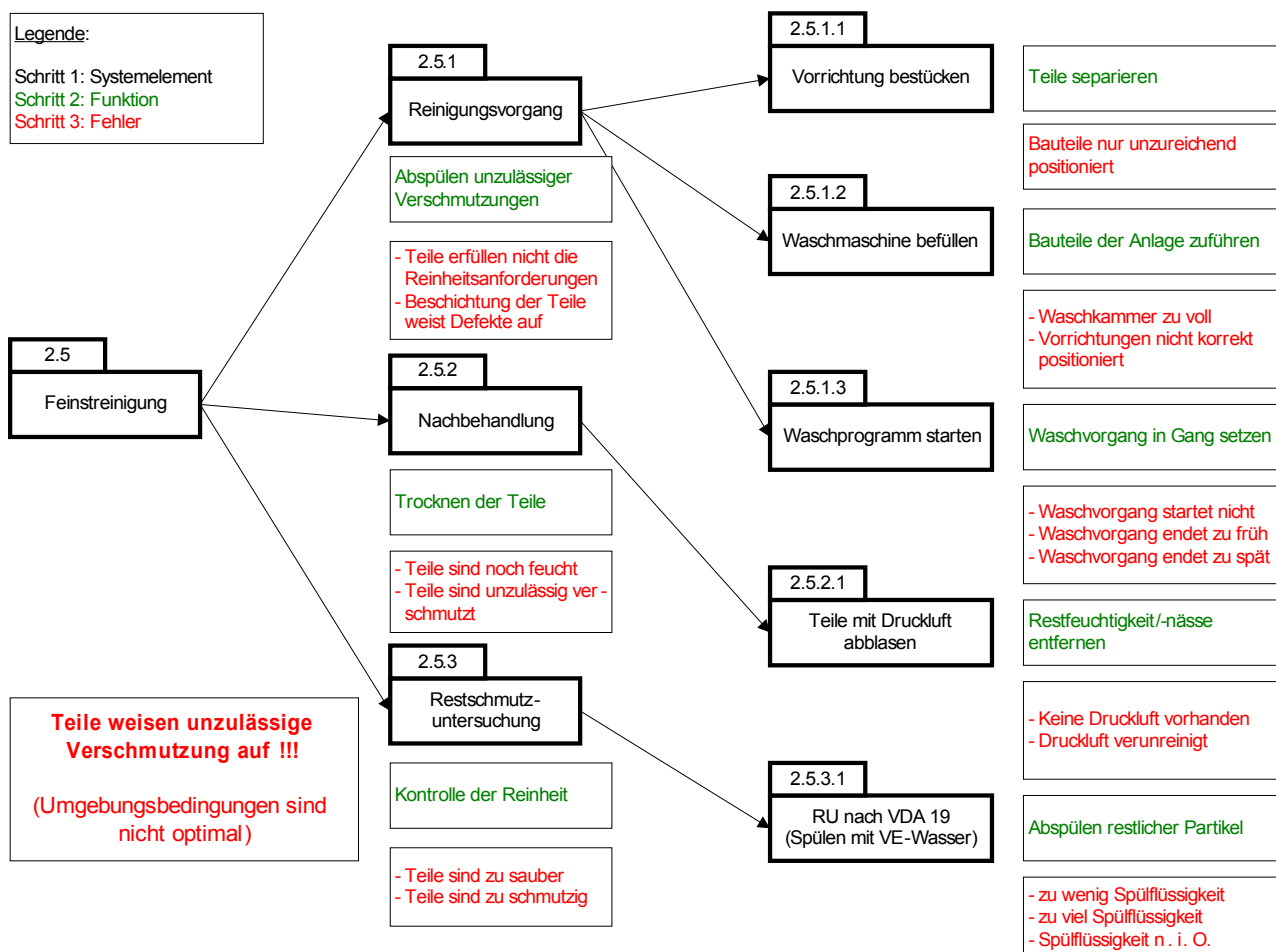 Legende:
Schritt 1: Systemelement
Schritt 2: Funktion
Schritt 3: Fehler
2.5
Feinstreinigung
Teile weisen unzulässige
Verschmutzung auf !!!
(Umgebungsbedingungen sind
nicht optimal)
2.5.1
Reinigungsvorgang
Abspülen unzulässiger
Verschmutzungen
- Teile erfüllen nicht die
Reinheitsanforderungen
- Beschichtung der Teile
weist Defekte auf
2.5.2
Nachbehandlung
Trocknen der Teile
- Teile sind noch feucht
- Teile sind unzulässig ver-
schmutzt
2.5.3
Restschmutz-
untersuchung
Kontrolle der Reinheit
- Teile sind zu sauber
- Teile sind zu schmutzig
2.5.1.1
Vorrichtung bestücken
Teile separieren
Bauteile nur unzureichend
positioniert
2.5.1.2
Waschmaschine befüllen
Bauteile der Anlage zuführen
- Waschkammer zu voll
- Vorrichtungen nicht korrekt
positioniert
2.5.1.3
Waschprogramm starten
Waschvorgang in Gang setzen
- Waschvorgang startet nicht
- Waschvorgang endet zu früh
- Waschvorgang endet zu spät
2.5.2.1
Teile mit Druckluft
abblasen
Restfeuchtigkeit/-nässe
entfernen
- Keine Druckluft vorhanden
- Druckluft verunreinigt
2.5.3.1
RU nach VDA 19
(Spülen mit VE-Wasser)
Abspülen restlicher Partikel
- zu wenig Spülflüssigkeit
- zu viel Spülflüssigkeit
- Spülflüssigkeit n. i. O.